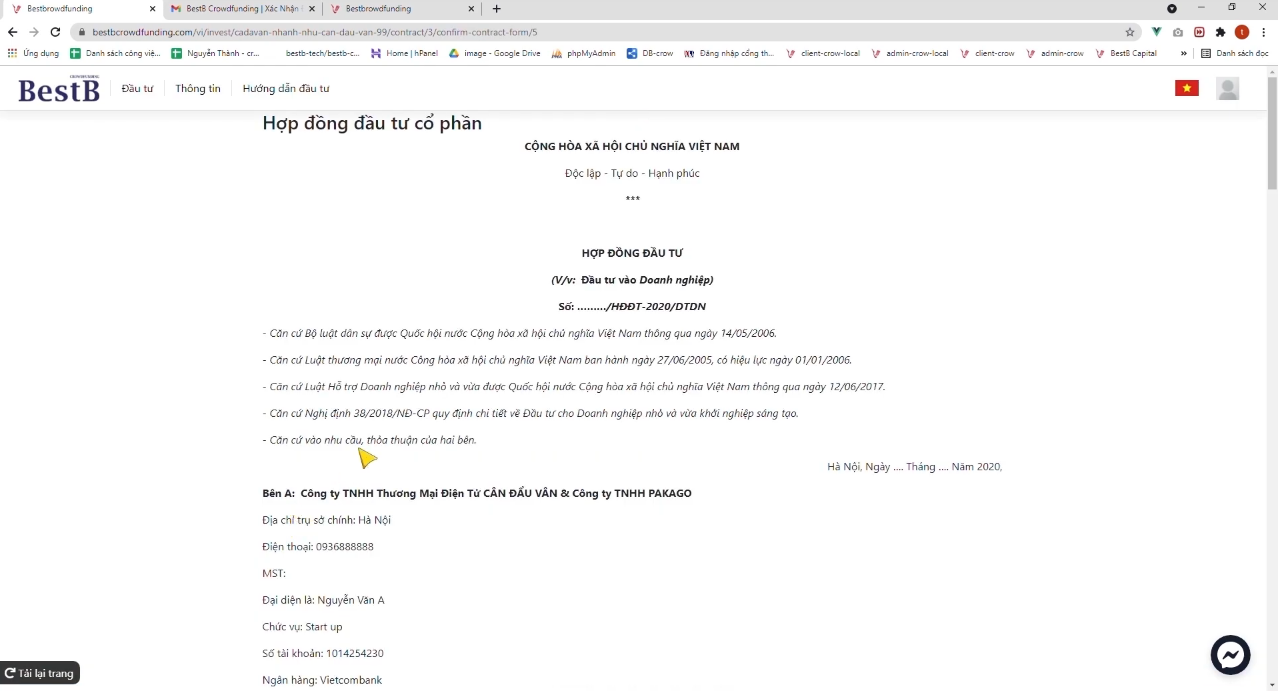 Bestbrowdfunding
BestB Crowdfunding | Xác Nhận
Bestbrowdfunding
bestbcrowdfunding.com/vi/invest/cadavan-nhanh-nhu-can-dau-van-99/contract/3/confirm-contract-form/5
Ứng dụng
Danh sách công việ...
Nguyễn Thành - cr...
bestb-tech/bestb-c...
Home | hPanel
image - Google Drive
phpMyAdmin
DB-crow
Đăng nhập cổng th...
client-crow-local
admin-crow-local
client-crow
admin-crow
BestB Capital
»
Danh sách đọc
CROWDFUNDING
BestB
Đầu tư
Thông tin
Hướng dẫn đầu tư
Hợp đồng đầu tư cổ phần
CỘNG HÒA XÃ HỘI CHỦ NGHĨA VIỆT NAM
Độc lập - Tự do - Hạnh phúc
***
HỢP ĐỒNG ĐẦU TƯ
(V/v: Đầu tư vào Doanh nghiệp)
Số: ........./HĐĐT-2020/DTDN
- Căn cứ Bộ luật dân sự được Quốc hội nước Cộng hòa xã hội chủ nghĩa Việt Nam thông qua ngày 14/05/2006.
- Căn cứ Luật thương mại nước Công hòa xã hội chủ nghĩa Việt Nam ban hành ngày 27/06/2005, có hiệu lực ngày 01/01/2006.
- Căn cứ Luật Hỗ trợ Doanh nghiệp nhỏ và vừa được Quốc hội nước Cộng hòa xã hội chủ nghĩa Việt Nam thông qua ngày 12/06/2017.
- Căn cứ Nghị định 38/2018/NĐ-CP quy định chi tiết về Đầu tư cho Doanh nghiệp nhỏ và vừa khởi nghiệp sáng tạo.
- Căn cứ vào nhu cầu, thỏa thuận của hai bên.
Hà Nội, Ngày .... Tháng .... Năm 2020,
Bên A: Công ty TNHH Thương Mại Điện Tử CÂN ĐẨU VÂN & Công ty TNHH PAKAGO
Địa chỉ trụ sở chính: Hà Nội
Điện thoại: 0936888888
MST:
Đại diện là: Nguyễn Văn A
Chức vụ: Start up
Số tài khoản: 1014254230
Ngân hàng: Vietcombank
Tải lại trang